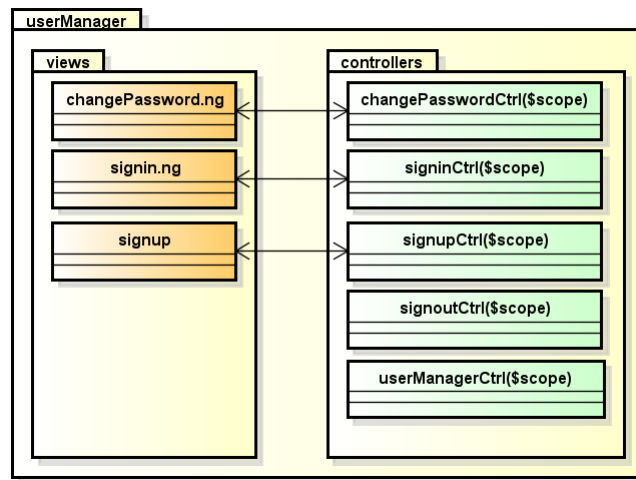 userManager
views
controllers
changePassword.ng
changePasswordCtrl($scope)
signin.ng
signinCtrl($scope)
signup
signupCtrl($scope)
signoutCtrl($scope)
userManagerCtrl($scope)